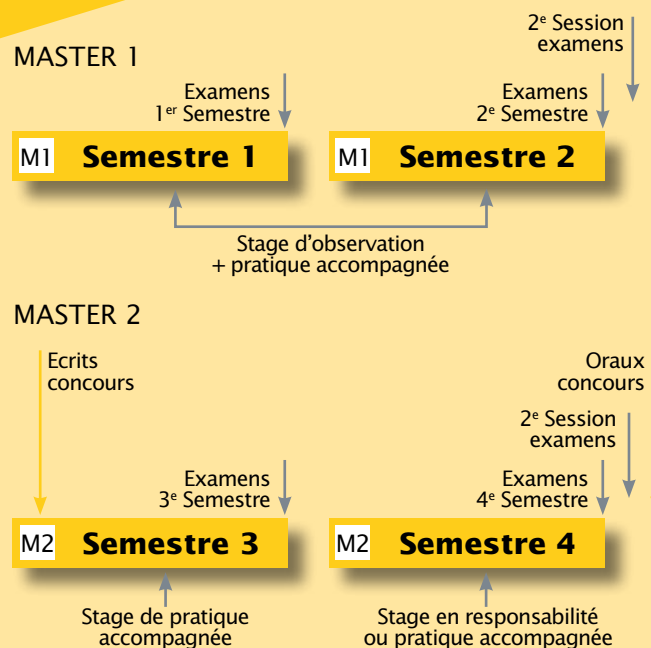 MASTER 1
2e Session
examens
Examens
1er Semestre
Examens
2e Semestre
M1 Semestre 1
M1 Semestre 2
Stage d'observation
+ pratique accompagnée
MASTER 2
Ecrits
concours
Oraux
concours
2e Session
examens
Examens
3e Semestre
Examens
4e Semestre
M2 Semestre 3
M2 Semestre 4
Stage de pratique
accompagnée
Stage en responsabilité
ou pratique accompagnée